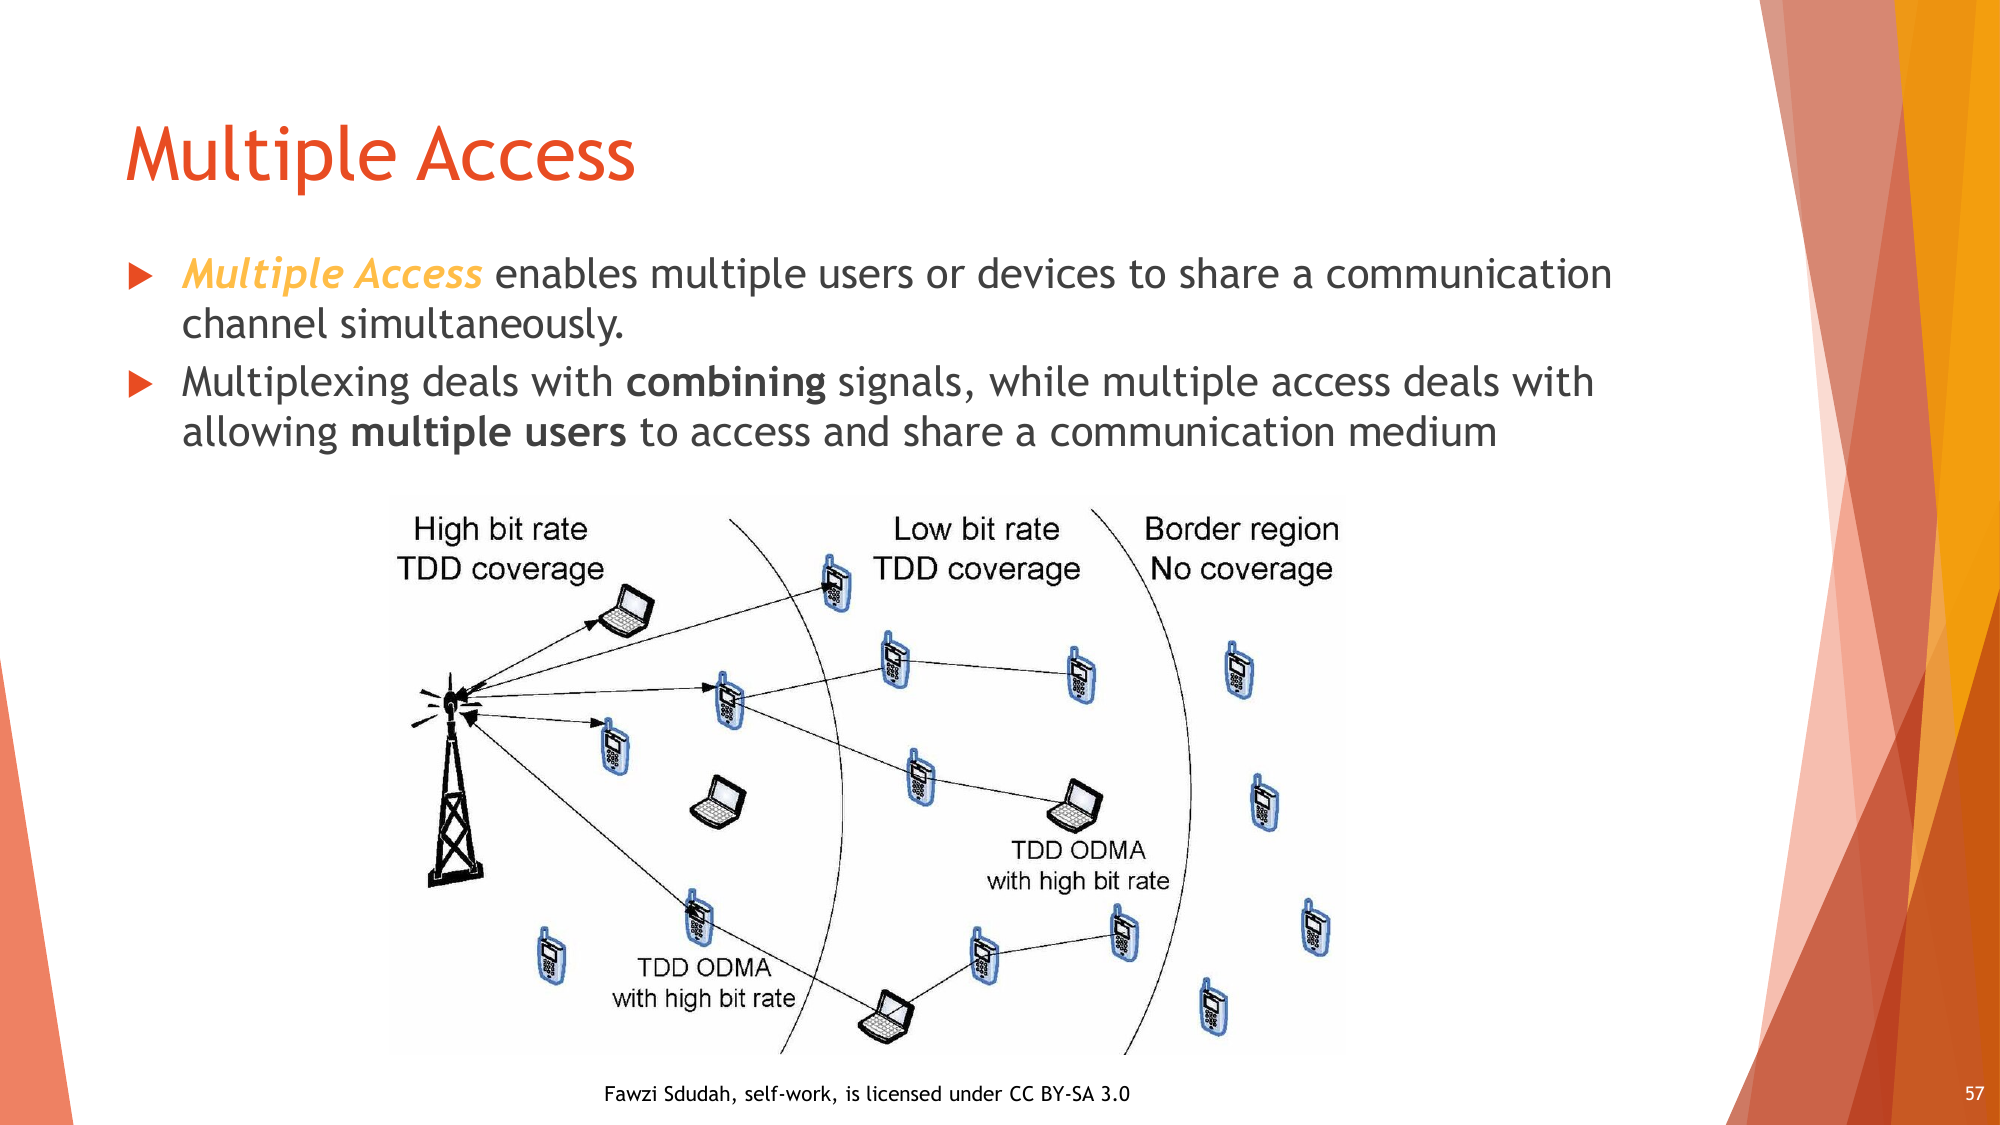 Multiple Access
Multiple Access enables multiple users or devices to share a communication
channel simultaneously.
Multiplexing deals with combining signals, while multiple access deals with
allowing multiple users to access and share a communication medium
High bit rate
TDD coverage
Low bit rate
TDD coverage
Border region
No coverage
TDD ODMA
with high bit rate
TDD ODMA
with high bit rate
Fawzi Sdudah, self-work, is licensed under CC BY-SA 3.0
57